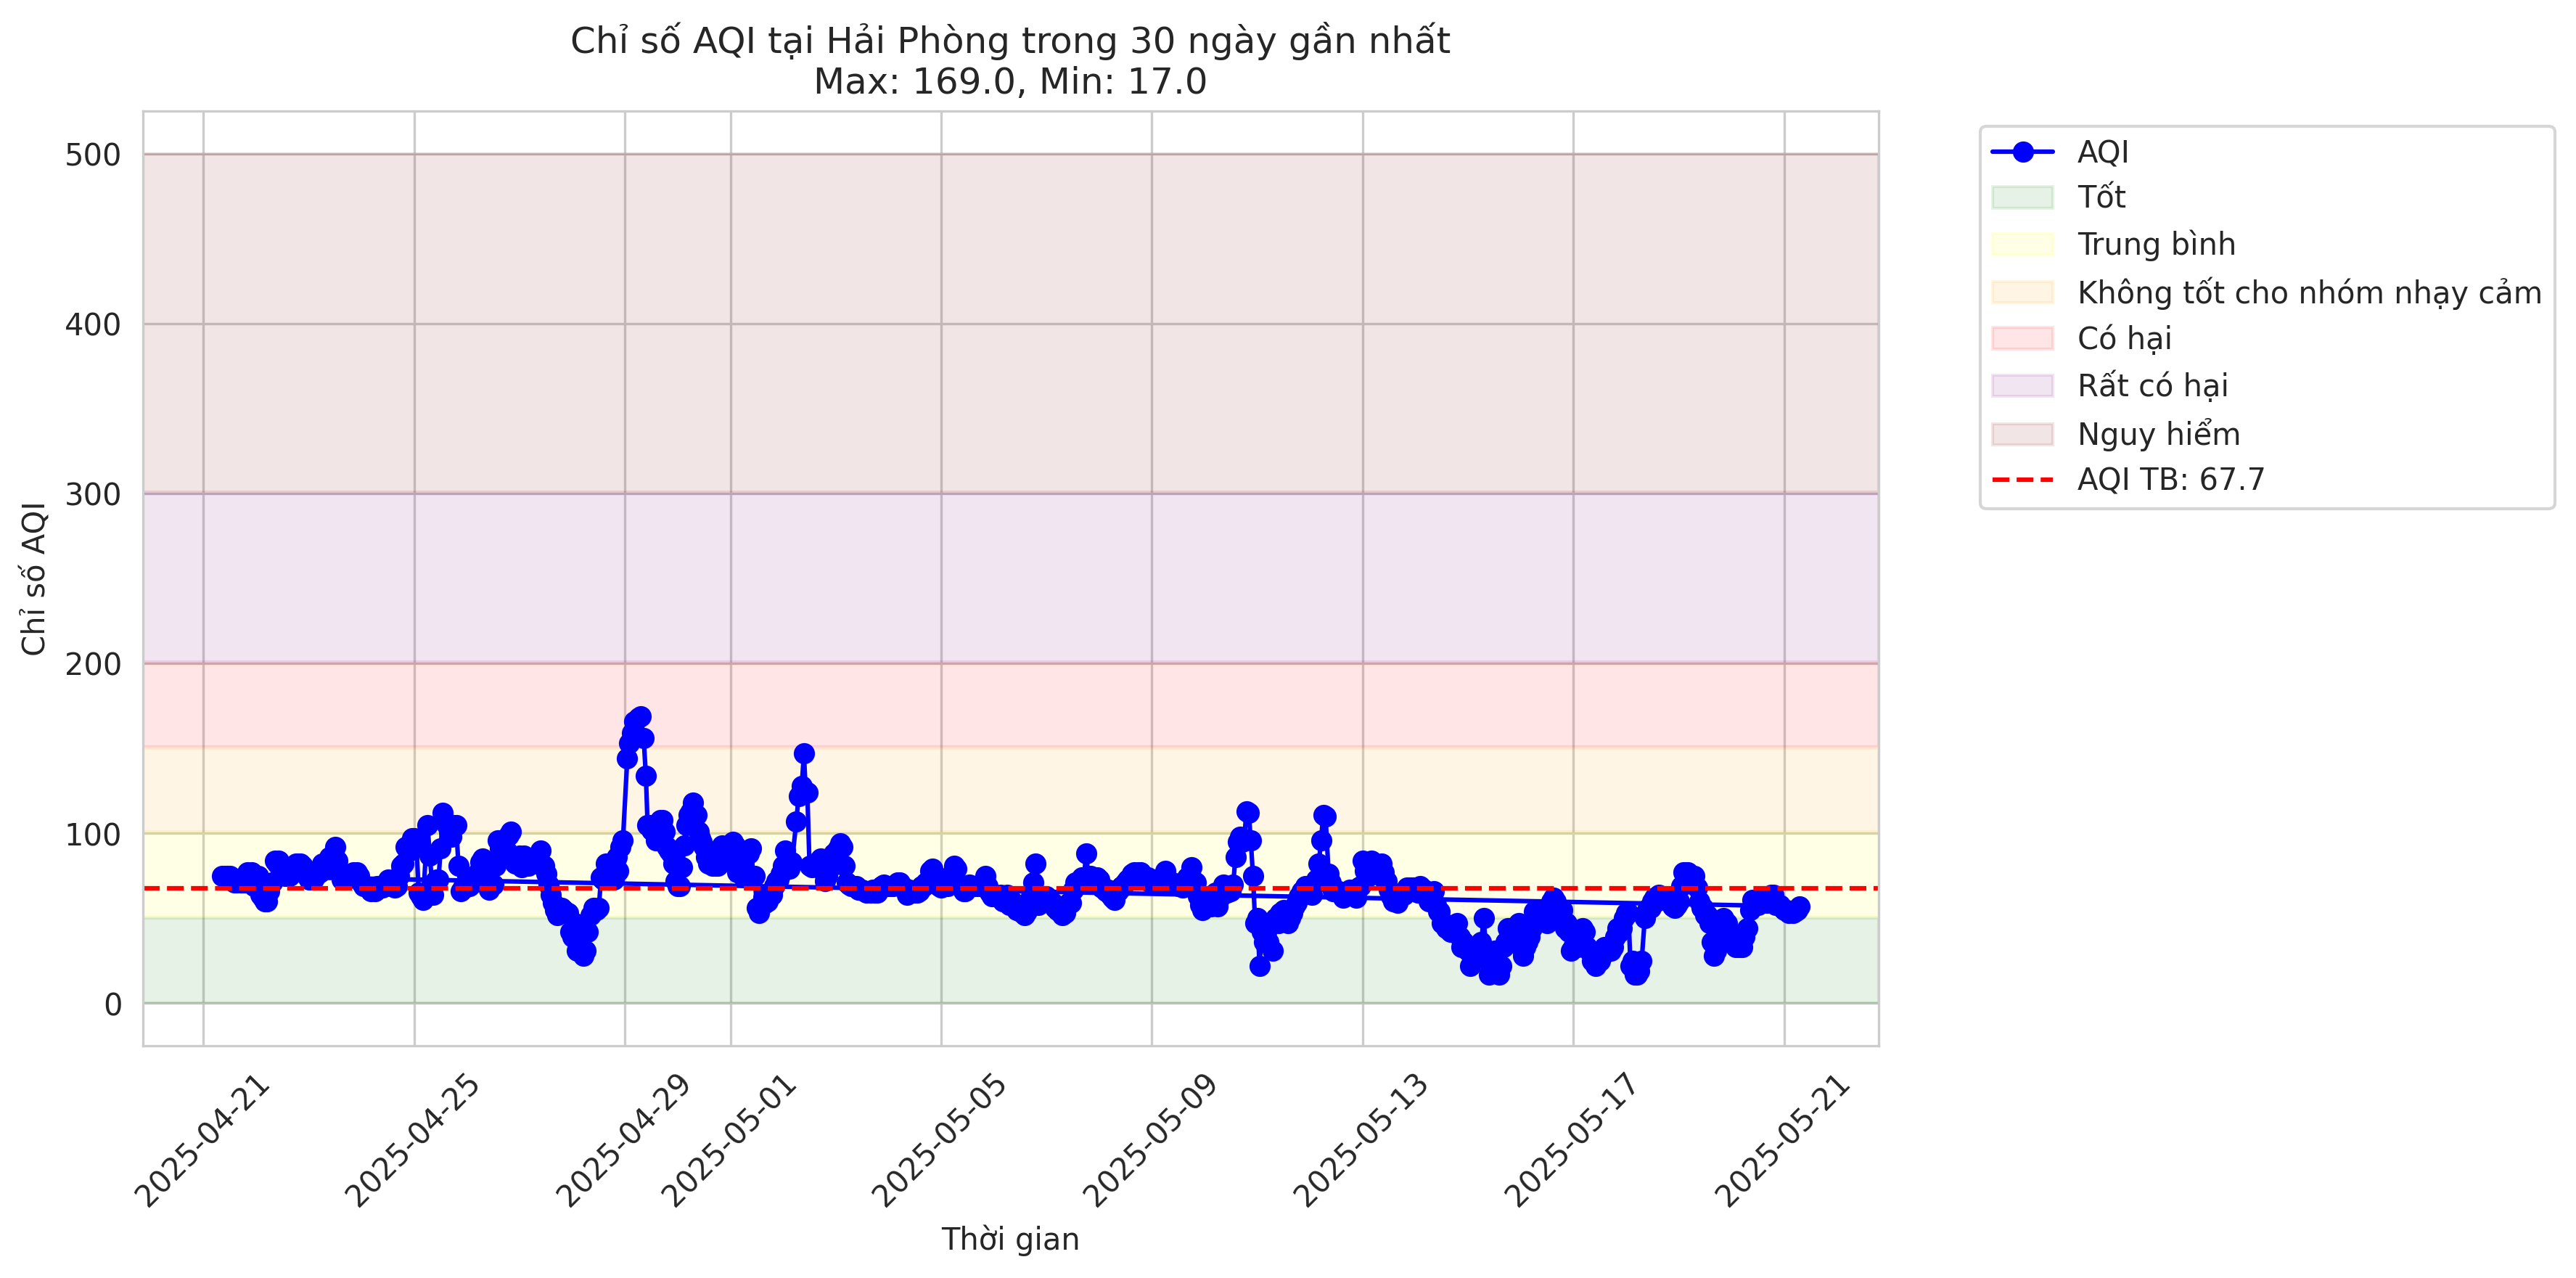 Chỉ số AQI tại Hải Phòng trong 30 ngày gần nhất
Max: 169.0, Min: 17.0
Chỉ số AQI
500
400
300
200
100
0
2025-04-21
2025-04-25
2025-04-29
2025-05-01
2025-05-05
2025-05-09
2025-05-13
2025-05-17
2025-05-21
Thời gian
AQI
Tốt
Trung bình
Không tốt cho nhóm nhạy cảm
Có hại
Rất có hại
Nguy hiểm
AQI TB: 67.7